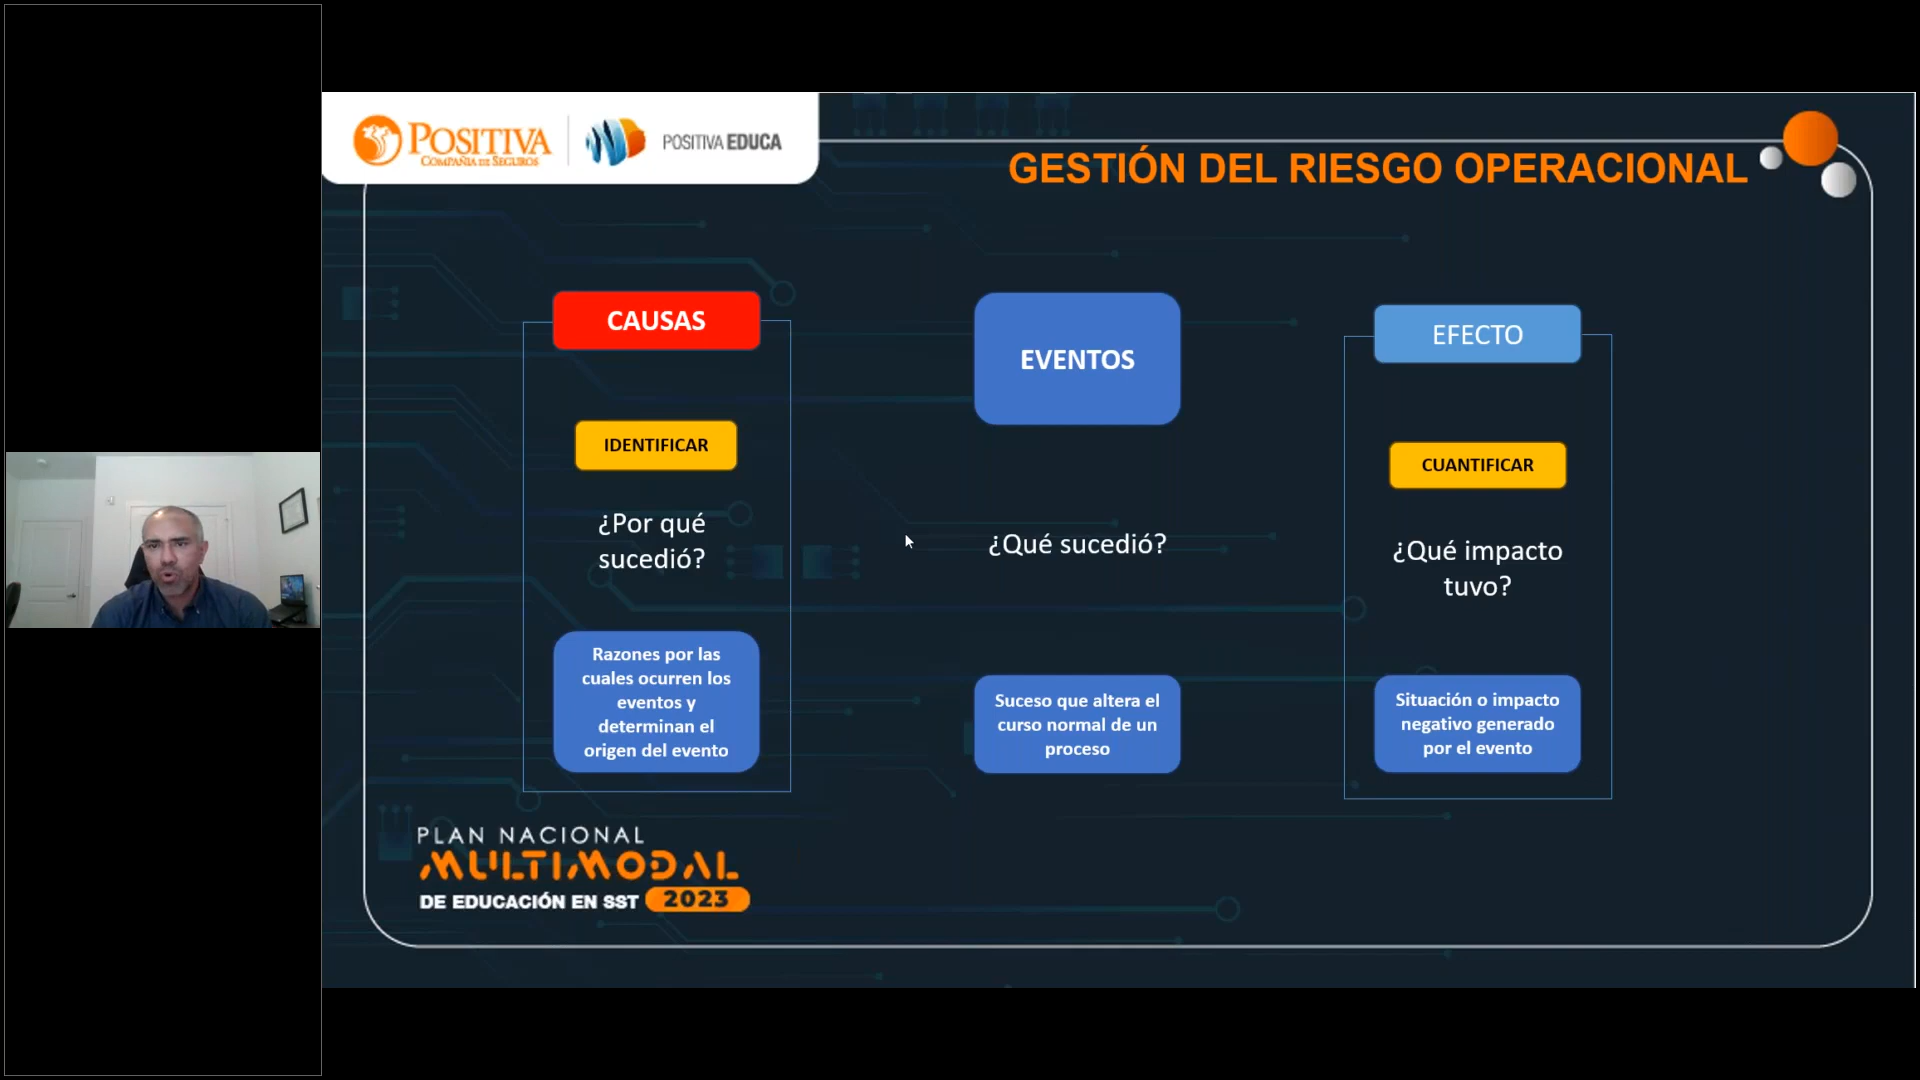 POSITIVA
COMPAÑÍA DE SEGUROS
POSITIVA EDUCA
GESTIÓN DEL RIESGO OPERACIONAL
CAUSAS
IDENTIFICAR
¿Por qué
sucedió?
Razones por las
cuales ocurren los
eventos y
determinan el
origen del evento
EVENTOS
¿Qué sucedió?
Suceso que altera el
curso normal de un
proceso
EFECTO
CUANTIFICAR
¿Qué impacto
tuvo?
Situación o impacto
negativo generado
por el evento
PLAN NACIONAL
MULTIMODAL
DE EDUCACIÓN EN SST 2023